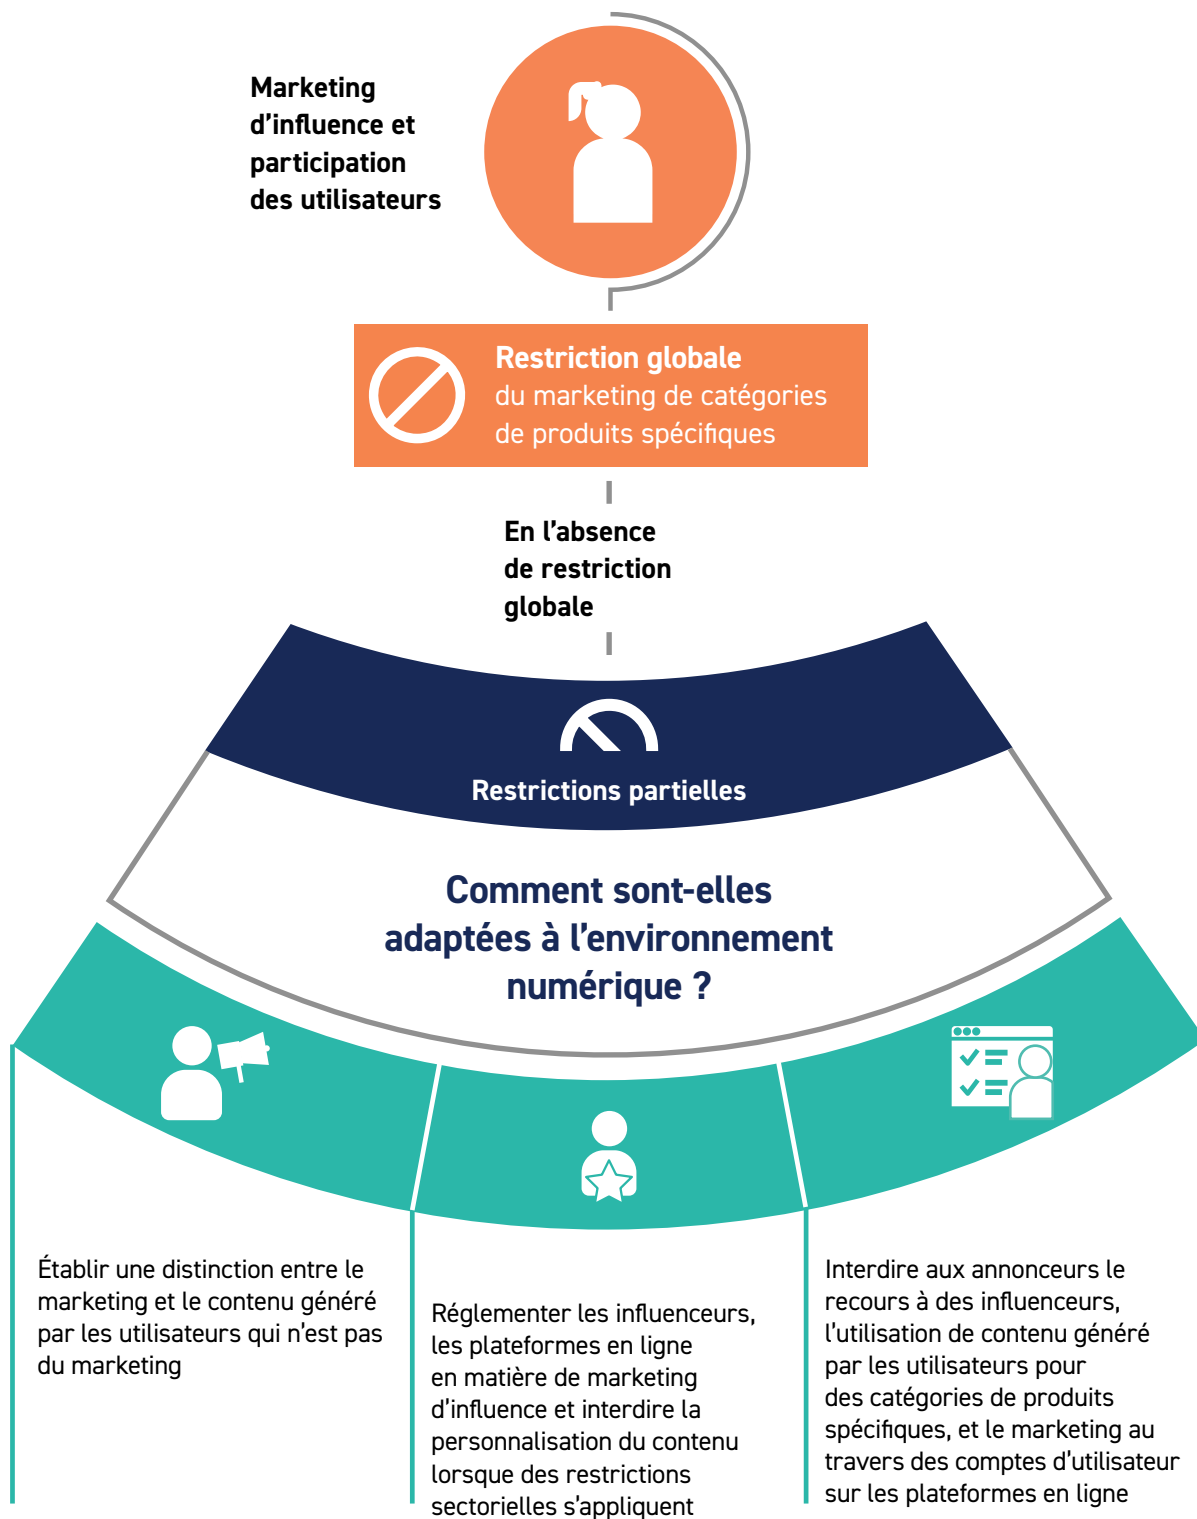 Marketing
d’influence et
participation
des utilisateurs
Restriction globale
du marketing de catégories
de produits spécifiques
En l’absence
de restriction
globale
Restrictions partielles
Comment sont-elles
adaptées à l’environnement
numérique ?
Établir une distinction entre le
marketing et le contenu généré
par les utilisateurs qui n’est pas
du marketing
Réglementer les influenceurs,
les plateformes en ligne
en matière de marketing
d’influence et interdire la
personnalisation du contenu
lorsque des restrictions
sectorielles s’appliquent
Interdire aux annonceurs le
recours à des influenceurs,
l’utilisation de contenu généré
par les utilisateurs pour
des catégories de produits
spécifiques, et le marketing au
travers des comptes d’utilisateur
sur les plateformes en ligne